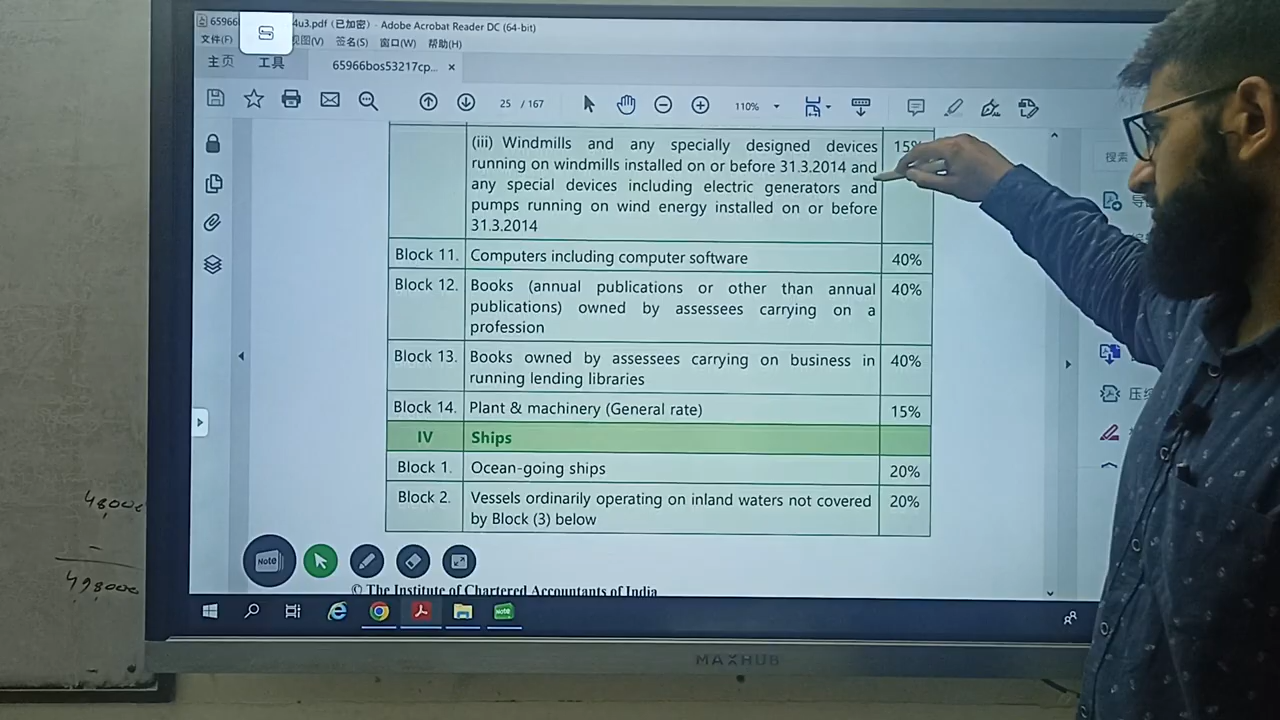 65966
4u3.pdf (已加密) - Adobe Acrobat Reader DC (64-bit)
文件(F) 视图(V) 签名(S) 窗口(W) 帮助(H)
主页 工具 65966bos53217cp... ×
25 / 167 110%
搜索
(iii) Windmills and any specially designed devices 15%
running on windmills installed on or before 31.3.2014 and
any special devices including electric generators and
pumps running on wind energy installed on or before
31.3.2014
Block 11. Computers including computer software 40%
Block 12. Books (annual publications or other than annual 40%
publications) owned by assessees carrying on a
profession
Block 13. Books owned by assessees carrying on business in 40%
running lending libraries
Block 14. Plant & machinery (General rate) 15%
IV Ships
Block 1. Ocean-going ships 20%
Block 2. Vessels ordinarily operating on inland waters not covered 20%
by Block (3) below
Note
© The Institute of Chartered Accountants of India
Note
MAXHUB
48000
498000